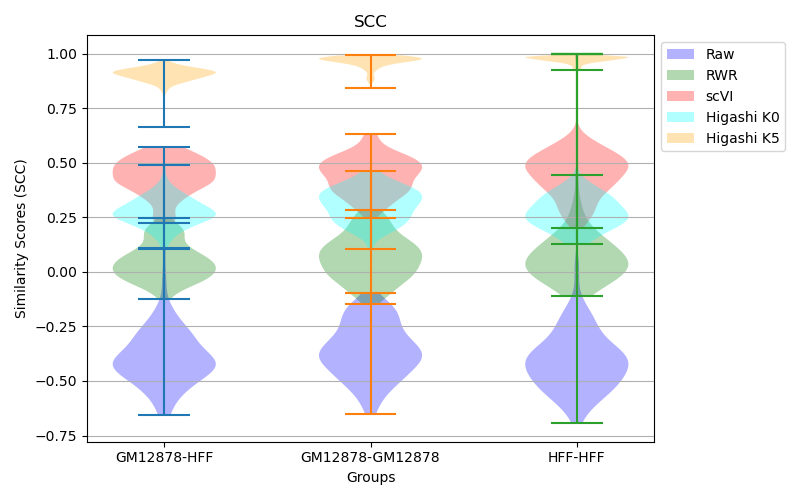 SCC
Similarity Scores (SCC)
1.00
0.75
0.50
0.25
0.00
−0.25
−0.50
−0.75
GM12878-HFF
GM12878-GM12878
HFF-HFF
Groups
Raw
RWR
scVI
Higashi K0
Higashi K5